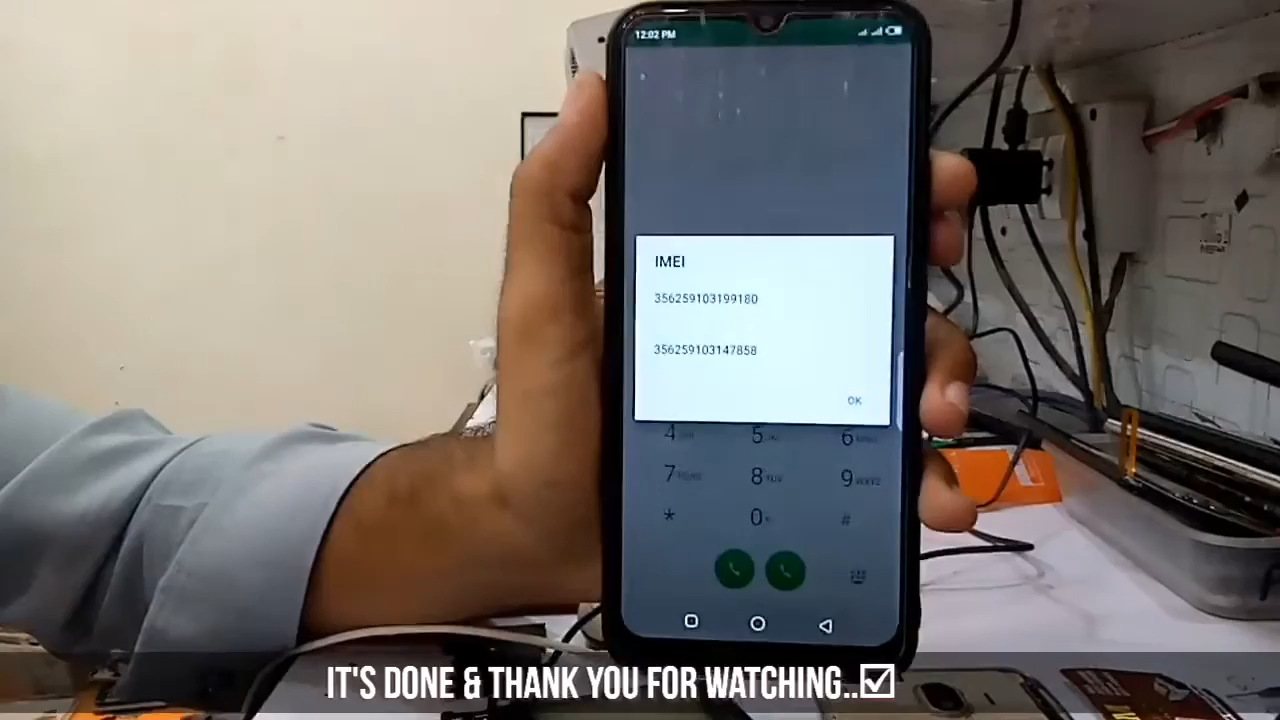 12:02 PM
IMEI
356259103199180
356259103147858
OK
4 5 6
7 8 9
* 0 #
IT'S DONE & THANK YOU FOR WATCHING..☑